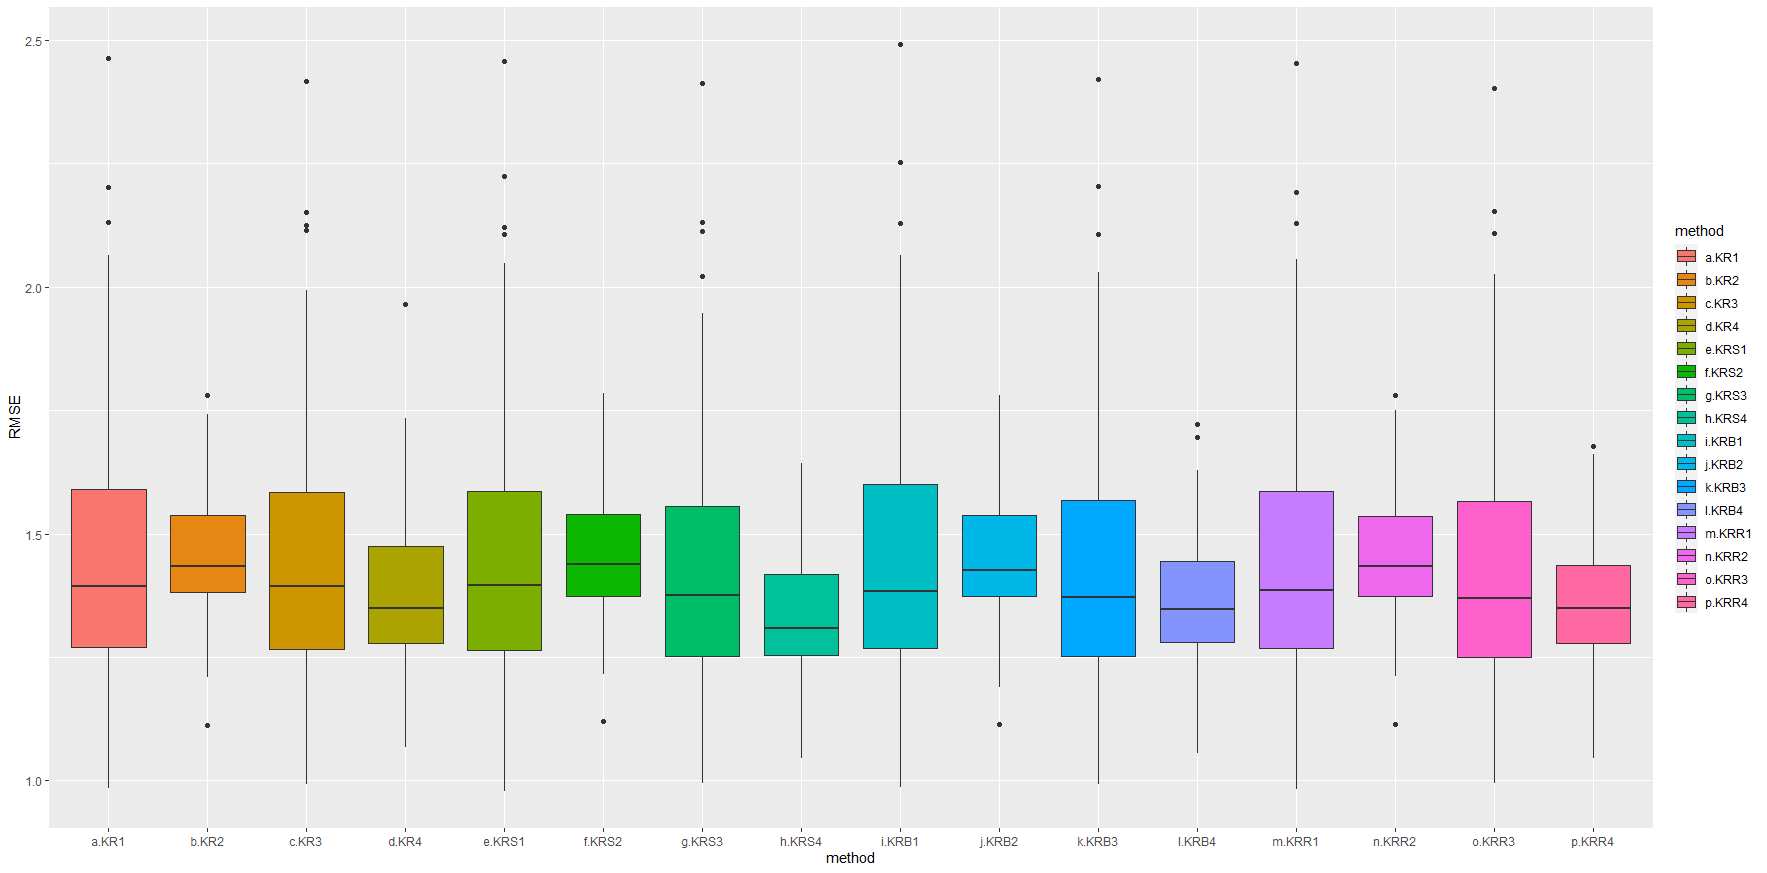 2.5
2.0
1.5
1.0
RMSE
a.KR1 b.KR2 c.KR3 d.KR4 e.KRS1 f.KRS2 g.KRS3 h.KRS4 i.KRB1 j.KRB2 k.KRB3 l.KRB4 m.KRR1 n.KRR2 o.KRR3 p.KRR4
method
method
a.KR1
b.KR2
c.KR3
d.KR4
e.KRS1
f.KRS2
g.KRS3
h.KRS4
i.KRB1
j.KRB2
k.KRB3
l.KRB4
m.KRR1
n.KRR2
o.KRR3
p.KRR4